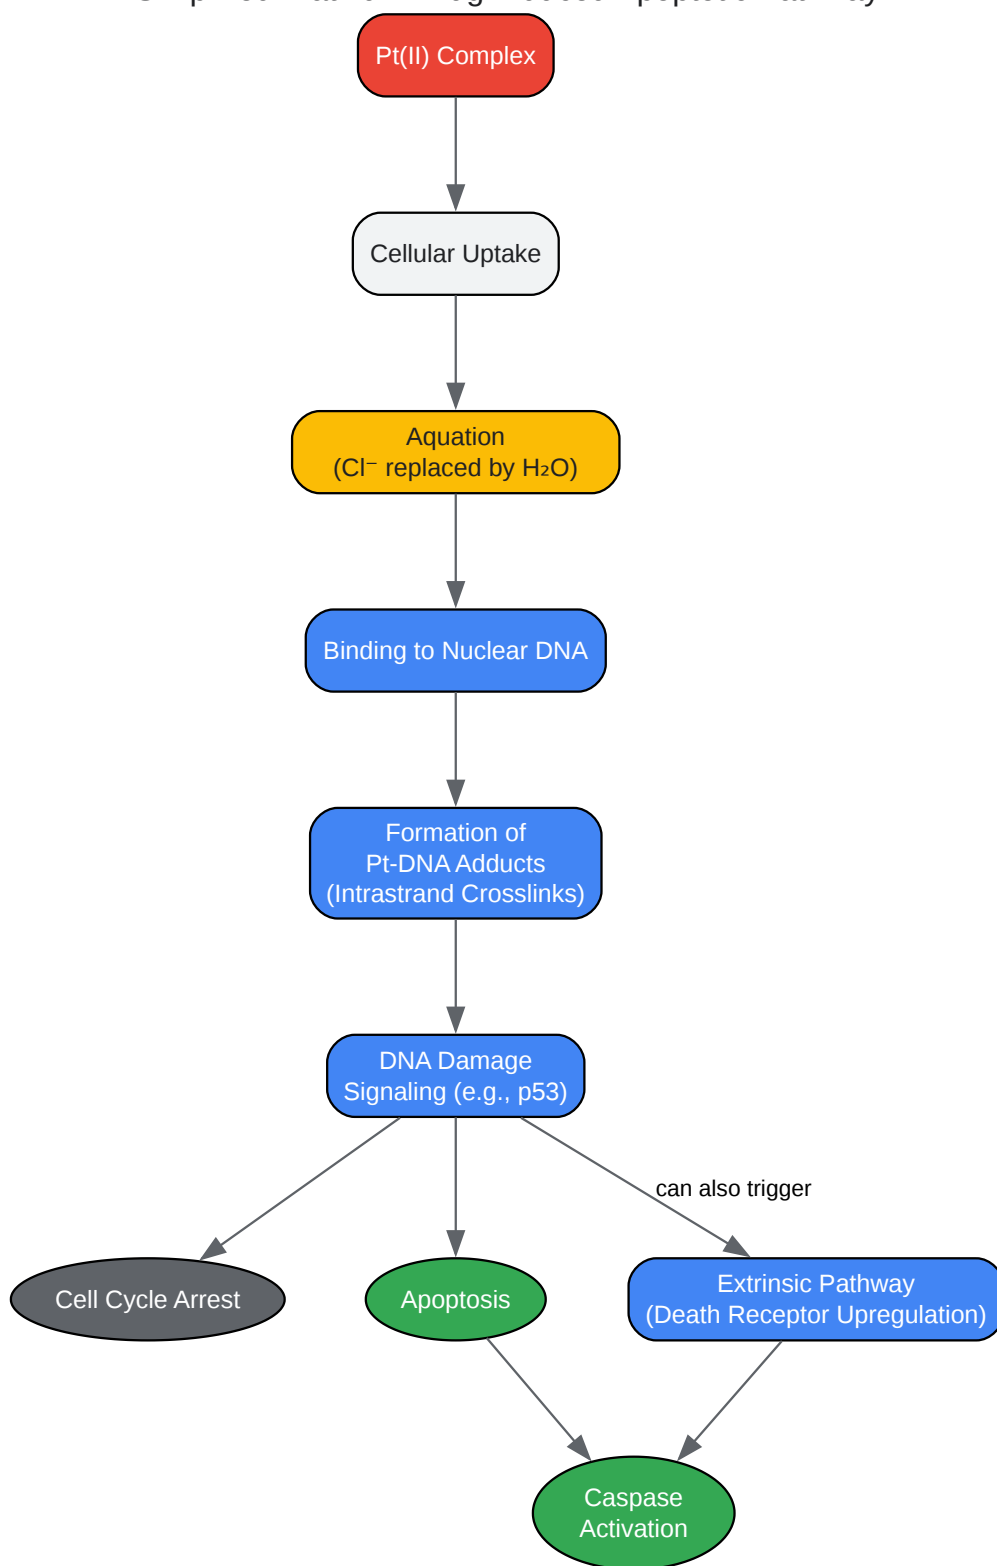 Pt(II) Complex
Cellular Uptake
Aquation
(Cl⁻ replaced by H₂O)
Binding to Nuclear DNA
Formation of
Pt-DNA Adducts
(Intrastrand Crosslinks)
DNA Damage
Signaling (e.g., p53)
can also trigger
Cell Cycle Arrest
Apoptosis
Extrinsic Pathway
(Death Receptor Upregulation)
Caspase
Activation